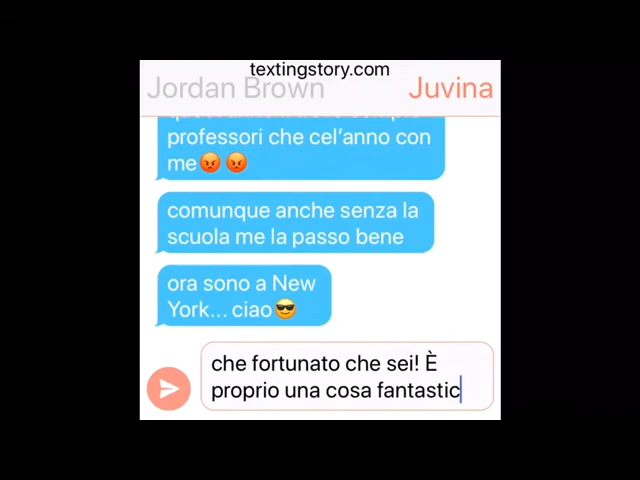 textingstory.com
Jordan Brown Juvina
professori che cel'anno con
me😡 😡
comunque anche senza la
scuola me la passo bene
ora sono a New
York... ciao😎
che fortunato che sei! È
proprio una cosa fantastic